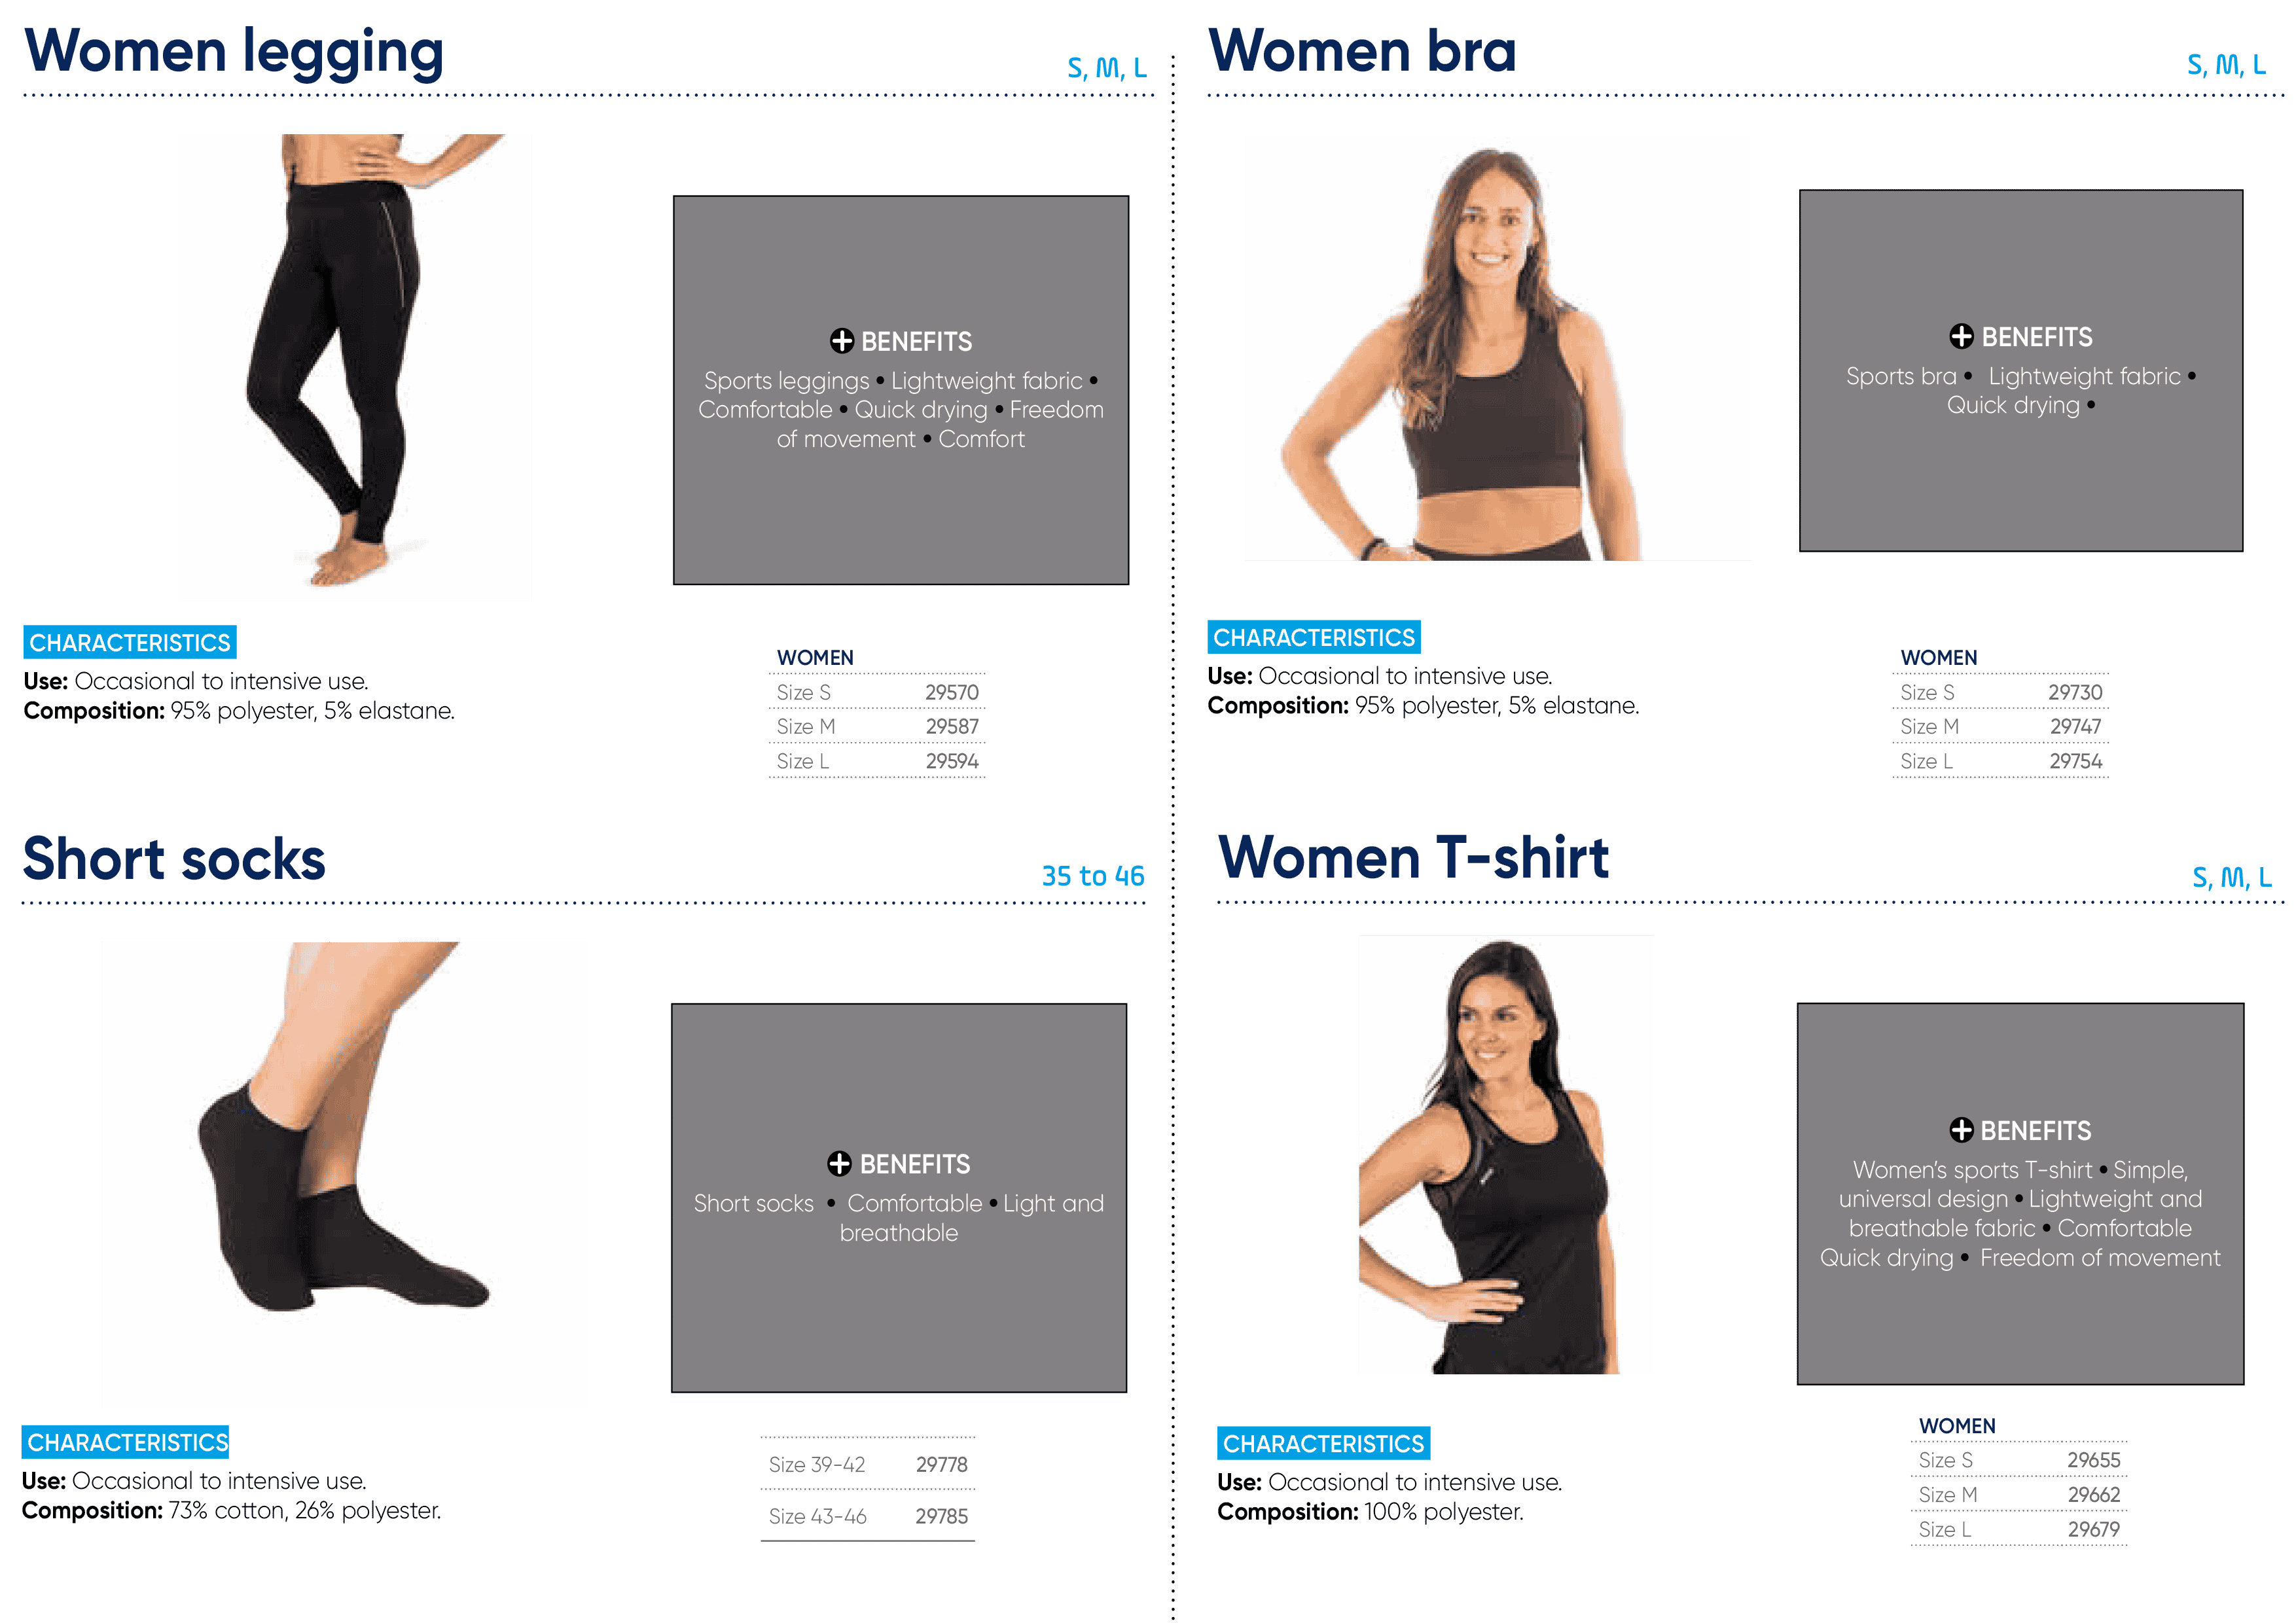 Women legging
S, M, L
BENEFITS
Sports leggings • Lightweight fabric •
Comfortable • Quick drying • Freedom
of movement • Comfort
CHARACTERISTICS
Use: Occasional to intensive use.
Composition: 95% polyester, 5% elastane.
WOMEN
Size S 29570
Size M 29587
Size L 29594
Women bra
S, M, L
BENEFITS
Sports bra • Lightweight fabric •
Quick drying •
CHARACTERISTICS
Use: Occasional to intensive use.
Composition: 95% polyester, 5% elastane.
WOMEN
Size S 29730
Size M 29747
Size L 29754
Short socks
35 to 46
BENEFITS
Short socks • Comfortable • Light and
breathable
CHARACTERISTICS
Use: Occasional to intensive use.
Composition: 73% cotton, 26% polyester.
Size 39-42 29778
Size 43-46 29785
Women T-shirt
S, M, L
BENEFITS
Women's sports T-shirt • Simple,
universal design • Lightweight and
breathable fabric • Comfortable
Quick drying • Freedom of movement
CHARACTERISTICS
Use: Occasional to intensive use.
Composition: 100% polyester.
WOMEN
Size S 29655
Size M 29662
Size L 29679